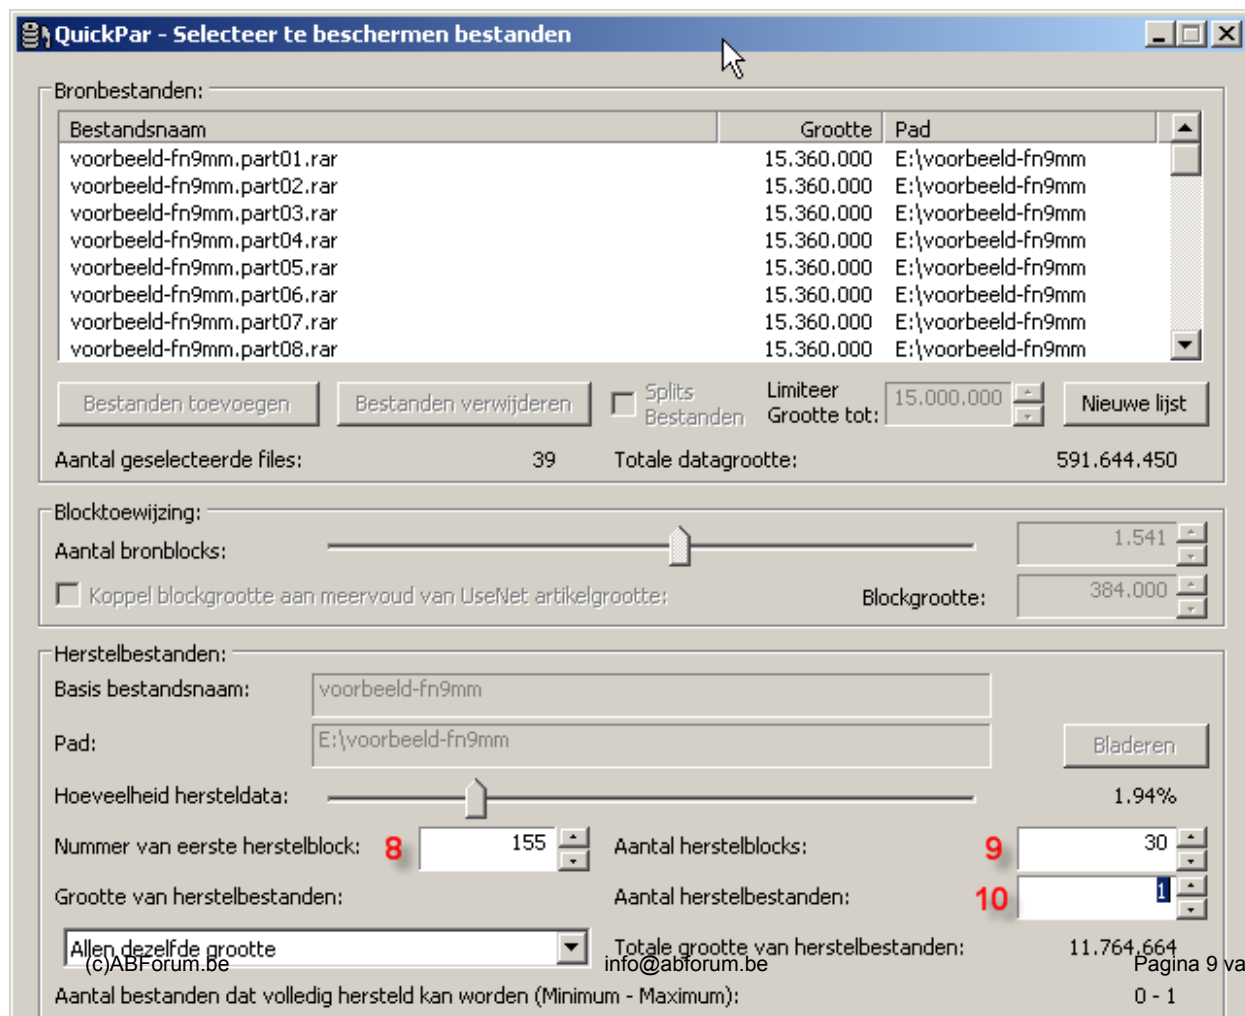 QuickPar - Selecteer te beschermen bestanden
Bronbestanden:
Bestandsnaam Grootte Pad
voorbeeld-fn9mm.part01.rar 15.360.000 E:\voorbeeld-fn9mm
voorbeeld-fn9mm.part02.rar 15.360.000 E:\voorbeeld-fn9mm
voorbeeld-fn9mm.part03.rar 15.360.000 E:\voorbeeld-fn9mm
voorbeeld-fn9mm.part04.rar 15.360.000 E:\voorbeeld-fn9mm
voorbeeld-fn9mm.part05.rar 15.360.000 E:\voorbeeld-fn9mm
voorbeeld-fn9mm.part06.rar 15.360.000 E:\voorbeeld-fn9mm
voorbeeld-fn9mm.part07.rar 15.360.000 E:\voorbeeld-fn9mm
voorbeeld-fn9mm.part08.rar 15.360.000 E:\voorbeeld-fn9mm
Bestanden toevoegen Bestanden verwijderen Splits Bestanden Limiteer Grootte tot: 15.000.000 Nieuwe lijst
Aantal geselecteerde files: 39 Totale datagrootte: 591.644.450
Blocktoewijzing:
Aantal bronblocks: 1.541
Koppel blockgrootte aan meervoud van UseNet artikelgrootte: Blockgrootte: 384.000
Herstelbestanden:
Basis bestandsnaam: voorbeeld-fn9mm
Pad: E:\voorbeeld-fn9mm Bladeren
Hoeveelheid hersteldata: 1.94%
Nummer van eerste herstelblock: 8 155 Aantal herstelblocks: 9 30
Grootte van herstelbestanden: Aantal herstelbestanden: 10 1
Allen dezelfde grootte Totale grootte van herstelbestanden: 11.764.664
(c)ABForum.be info@abforum.be Pagina 9 va
Aantal bestanden dat volledig hersteld kan worden (Minimum - Maximum): 0 - 1